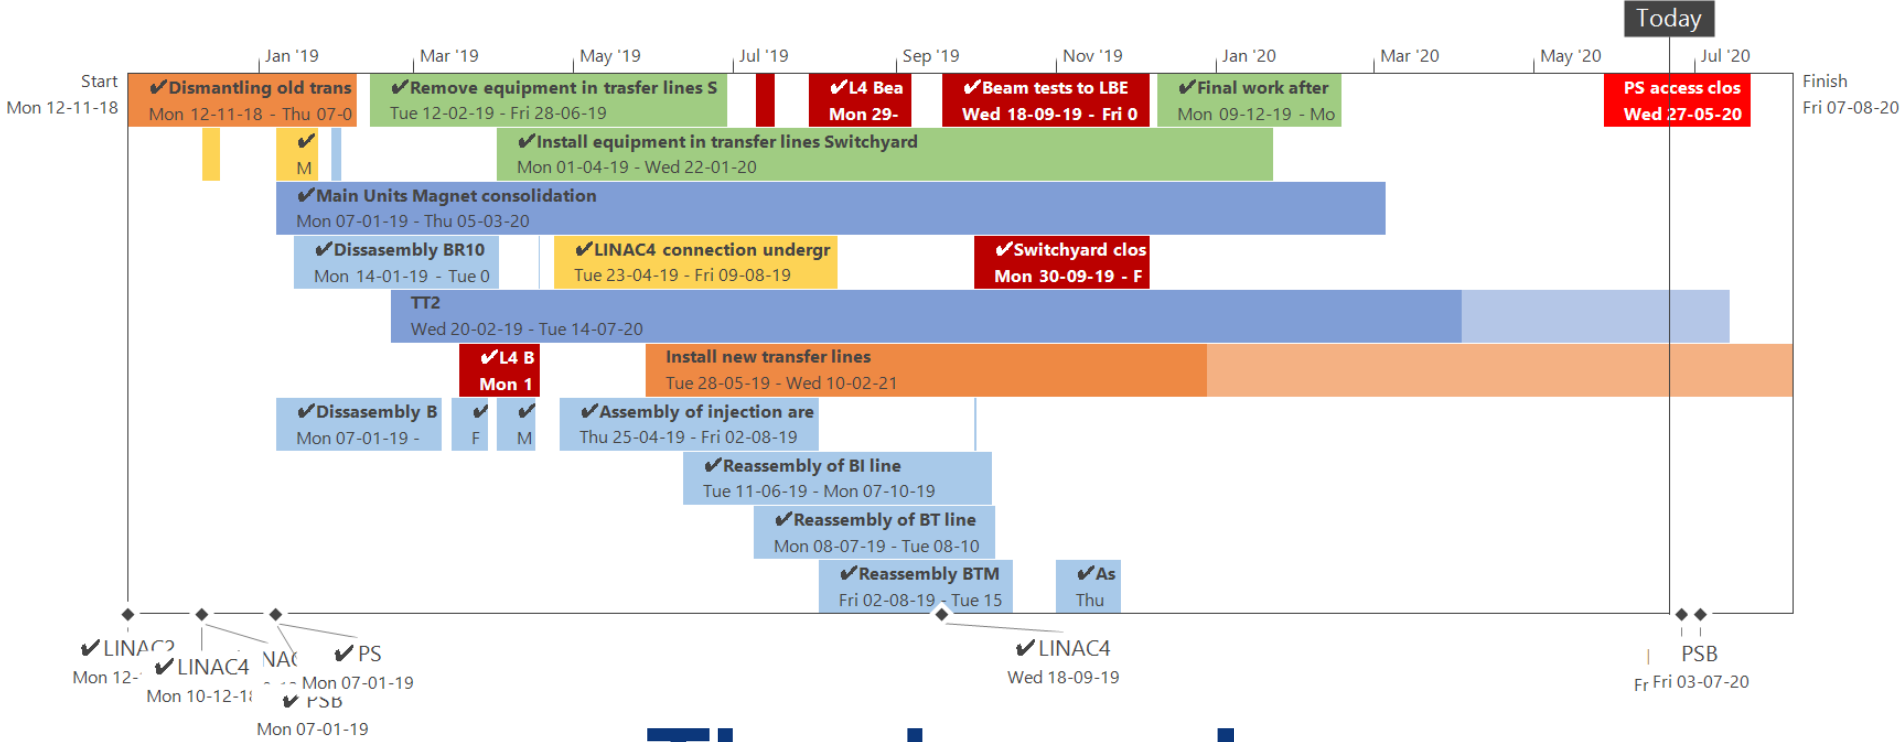 Today
Jan '19
Mar '19
May '19
Jul '19
Sep '19
Nov '19
Jan '20
Mar '20
May '20
Jul '20
Start
Mon 12-11-18
Finish
Fri 07-08-20
✔Dismantling old trans
Mon 12-11-18 - Thu 07-0
✔Remove equipment in trasfer lines S
Tue 12-02-19 - Fri 28-06-19
✔L4 Bea
Mon 29-
✔Beam tests to LBE
Wed 18-09-19 - Fri 0
✔Final work after
Mon 09-12-19 - Mo
PS access clos
Wed 27-05-20
✔
M
✔Install equipment in transfer lines Switchyard
Mon 01-04-19 - Wed 22-01-20
✔Main Units Magnet consolidation
Mon 07-01-19 - Thu 05-03-20
✔Dissasembly BR10
Mon 14-01-19 - Tue 0
✔LINAC4 connection undergr
Tue 23-04-19 - Fri 09-08-19
✔Switchyard clos
Mon 30-09-19 - F
TT2
Wed 20-02-19 - Tue 14-07-20
✔L4 B
Mon 1
Install new transfer lines
Tue 28-05-19 - Wed 10-02-21
✔Dissasembly B
Mon 07-01-19 -
✔
F
✔
M
✔Assembly of injection are
Thu 25-04-19 - Fri 02-08-19
✔Reassembly of BI line
Tue 11-06-19 - Mon 07-10-19
✔Reassembly of BT line
Mon 08-07-19 - Tue 08-10
✔Reassembly BTM
Fri 02-08-19 - Tue 15
✔As
Thu
✔LINAC2
Mon 12-
✔LINAC4
Mon 10-12-18
NAC
✔PS
Mon 07-01-19
✔PSB
Mon 07-01-19
✔LINAC4
Wed 18-09-19
Fr
PSB
Fri 03-07-20